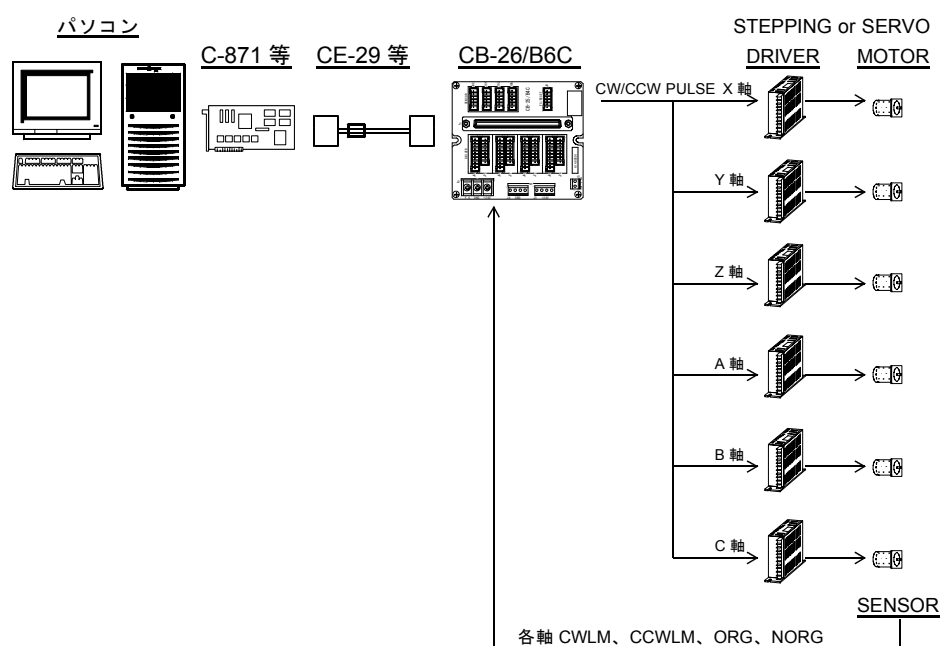 パソコン
C-871 等
CE-29 等
CB-26/B6C
STEPPING or SERVO
DRIVER
MOTOR
CW/CCW PULSE X 軸
Y 軸
Z 軸
A 軸
B 軸
C 軸
SENSOR
各軸 CWLM、CCWLM、ORG、NORG